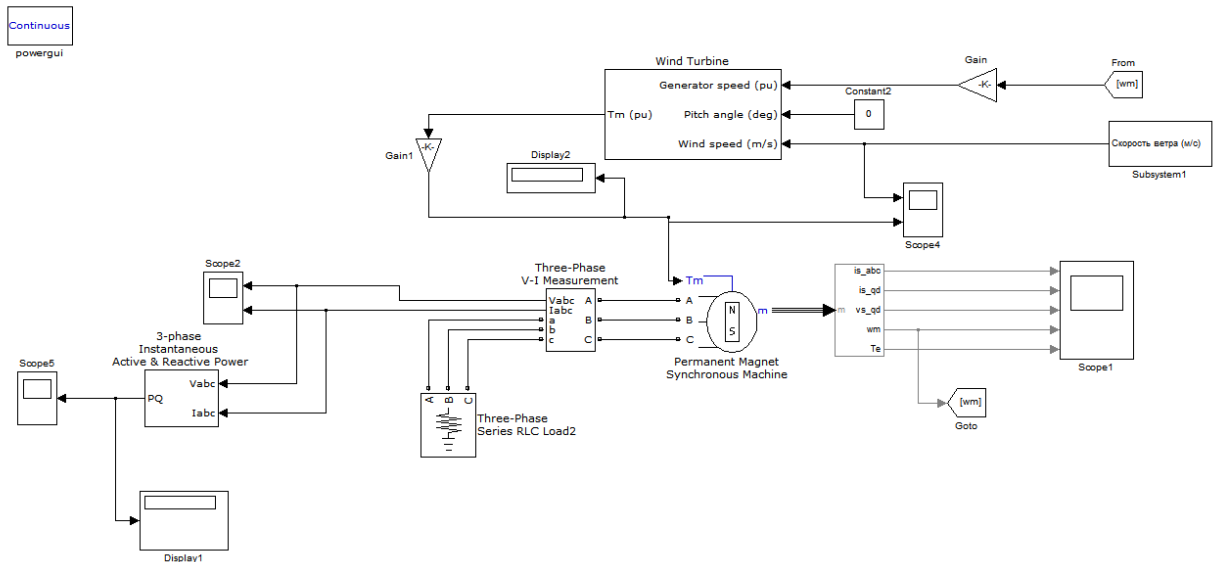 Continuous
powergui
Wind Turbine
Generator speed (pu)
Pitch angle (deg)
Wind speed (m/s)
Tm (pu)
Gain
-K-
From
[wm]
Constant2
0
Скорость ветра (м/с)
Subsystem1
-K-
Gain1
Display2
Scope4
Scope2
Three-Phase
V-I Measurement
Vabc
Iabc
a
b
c
A
B
C
Tm
A
B
C
N
S
m
Permanent Magnet
Synchronous Machine
m
is_abc
is_qd
vs_qd
wm
Te
Scope1
[wm]
Goto
3-phase
Instantaneous
Active & Reactive Power
Vabc
Iabc
PQ
Scope5
A B C
Three-Phase
Series RLC Load2
Display1